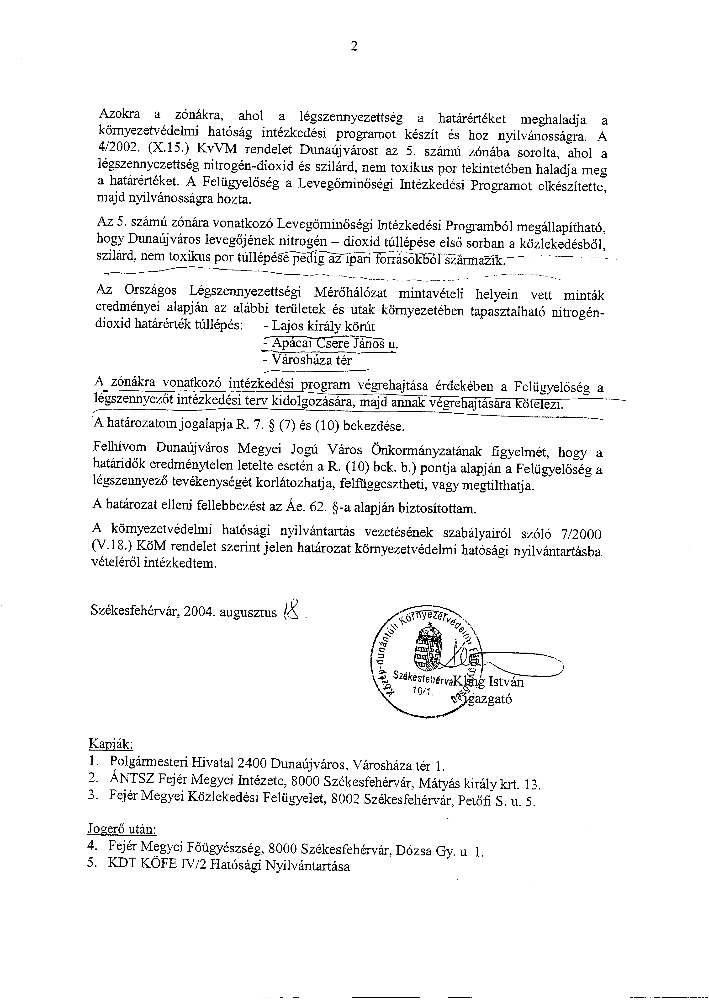 2
Azokra a zónákra, ahol a légszennyezettség a határértéket meghaladja a
környezetvédelmi hatóság intézkedési programot készít és hoz nyilvánosságra. A
4/2002. (X.15.) KvVM rendelet Dunaújvárost az 5. számú zónába sorolta, ahol a
légszennyezettség nitrogén-dioxid és szilárd, nem toxikus por tekintetében haladja meg
a határértéket. A Felügyelőség a Levegőminőségi Intézkedési Programot elkészítette,
majd nyilvánosságra hozta.
Az 5. számú zónára vonatkozó Levegőminőségi Intézkedési Programból megállapítható,
hogy Dunaújváros levegőjének nitrogén – dioxid túllépése első sorban a közlekedésből,
szilárd, nem toxikus por túllépése pedig az ipari forrásokból származik.
Az Országos Légszennyezettségi Mérőhálózat mintavételi helyein vett minták
eredményei alapján az alábbi területek és utak környezetében tapasztalható nitrogén-
dioxid határérték túllépés: - Lajos király körút
- Apácai Csere János u.
- Városháza tér
A zónákra vonatkozó intézkedési program végrehajtása érdekében a Felügyelőség a
légszennyezőt intézkedési terv kidolgozására, majd annak végrehajtására kötelezi.
A határozatom jogalapja R. 7. § (7) és (10) bekezdése.
Felhívom Dunaújváros Megyei Jogú Város Önkormányzatának figyelmét, hogy a
határidők eredménytelen letelte esetén a R. (10) bek. b.) pontja alapján a Felügyelőség a
légszennyező tevékenységét korlátozhatja, felfüggesztheti, vagy megtilthatja.
A határozat elleni fellebbezést az Áe. 62. §-a alapján biztosítottam.
A környezetvédelmi hatósági nyilvántartás vezetésének szabályairól szóló 7/2000
(V.18.) KöM rendelet szerint jelen határozat környezetvédelmi hatósági nyilvántartásba
vételéről intézkedtem.
Székesfehérvár, 2004. augusztus 18.
Közép-dunántúli Környezetvédelmi Felügyelőség
Székesfehérvár
10/1.
Kling István
igazgató
Kapják:
1. Polgármesteri Hivatal 2400 Dunaújváros, Városháza tér 1.
2. ÁNTSZ Fejér Megyei Intézete, 8000 Székesfehérvár, Mátyás király krt. 13.
3. Fejér Megyei Közlekedési Felügyelet, 8002 Székesfehérvár, Petőfi S. u. 5.
Jogerő után:
4. Fejér Megyei Főügyészség, 8000 Székesfehérvár, Dózsa Gy. u. 1.
5. KDT KÖFE IV/2 Hatósági Nyilvántartása